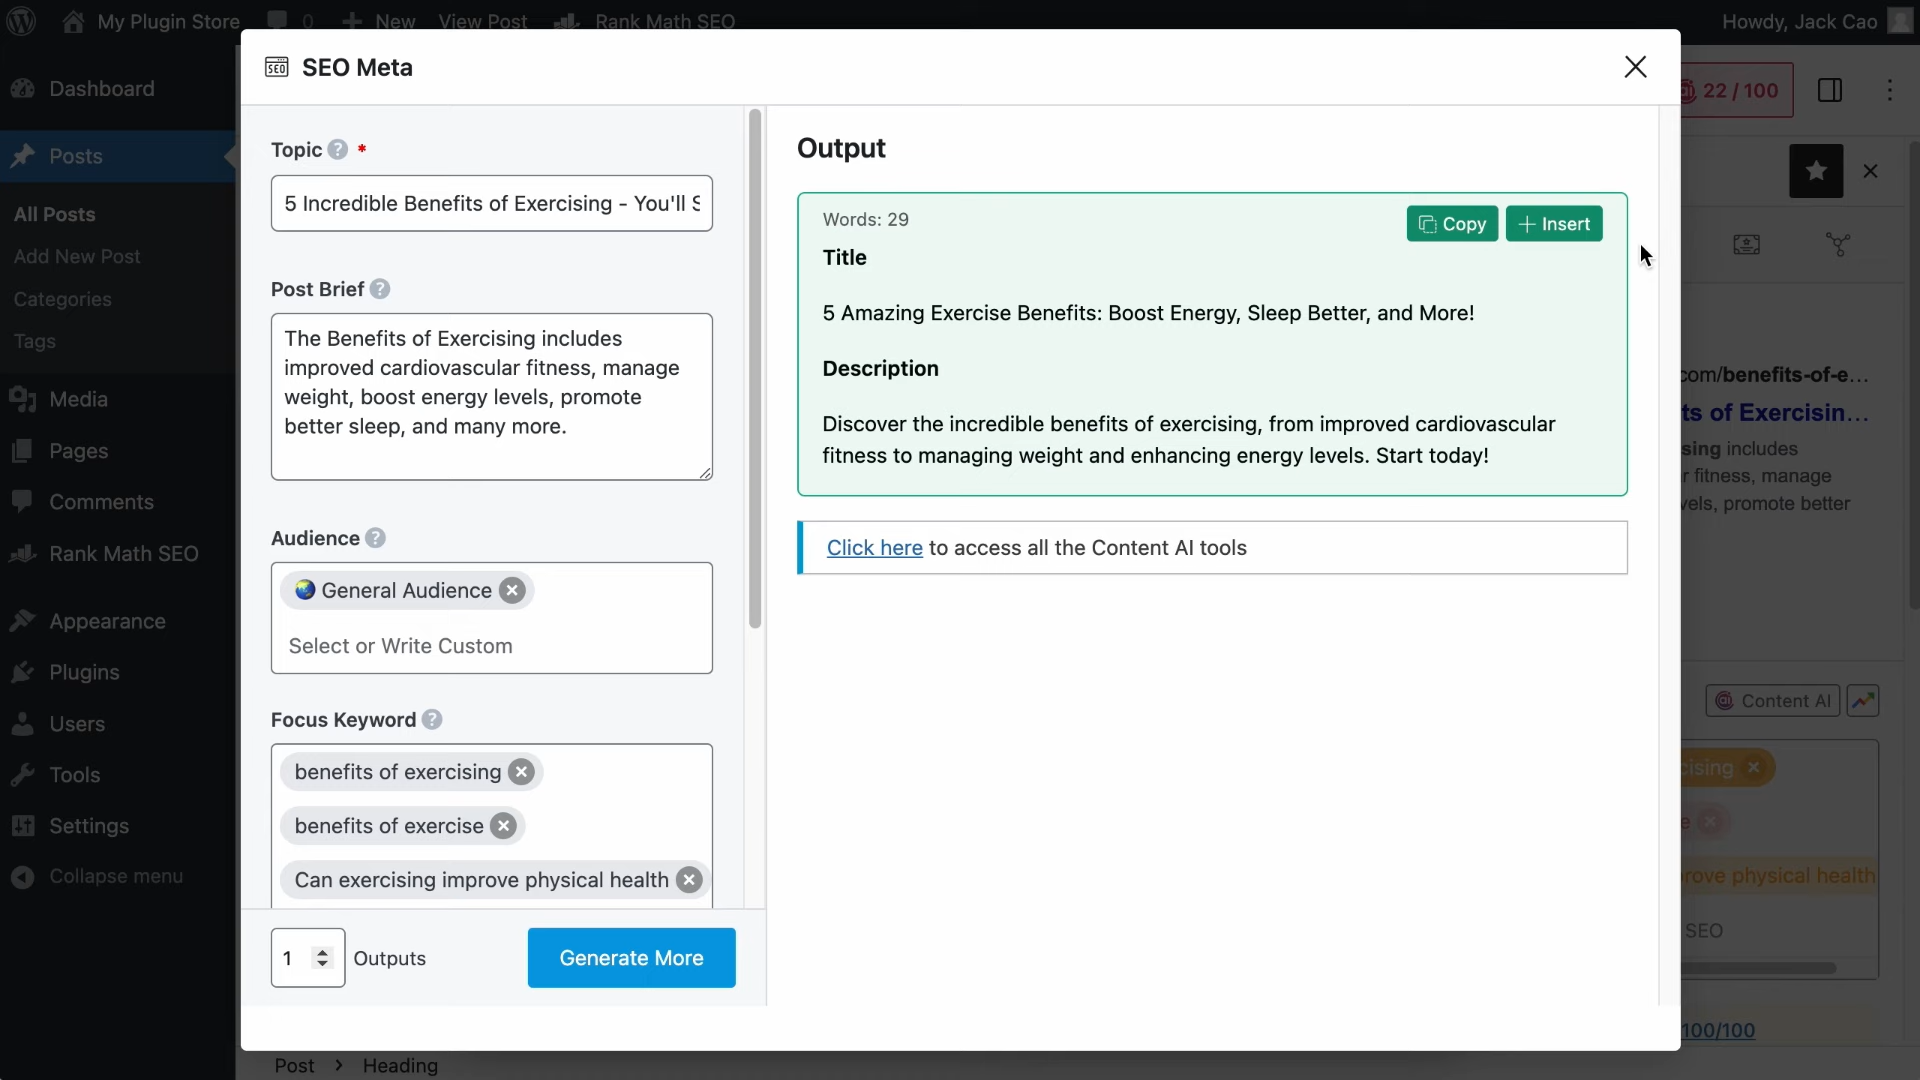 My Plugin Store
0
New
View Post
Rank Math SEO
Howdy, Jack Cao
SEO
SEO Meta
22 / 100
Dashboard
Posts
All Posts
Add New Post
Categories
Tags
Media
Pages
Comments
Rank Math SEO
Appearance
Plugins
Users
Tools
Settings
Collapse menu
Topic ? *
5 Incredible Benefits of Exercising - You'll S
Post Brief ?
The Benefits of Exercising includes
improved cardiovascular fitness, manage
weight, boost energy levels, promote
better sleep, and many more.
Audience ?
General Audience
Select or Write Custom
Focus Keyword ?
benefits of exercising
benefits of exercise
Can exercising improve physical health
1 Outputs
Generate More
Output
Words: 29
Copy
Insert
Title
5 Amazing Exercise Benefits: Boost Energy, Sleep Better, and More!
Description
Discover the incredible benefits of exercising, from improved cardiovascular
fitness to managing weight and enhancing energy levels. Start today!
Click here to access all the Content AI tools
com/benefits-of-e...
ts of Exercisin...
sing includes
r fitness, manage
vels, promote better
Content AI
cising
e
rove physical health
SEO
100/100
Post > Heading